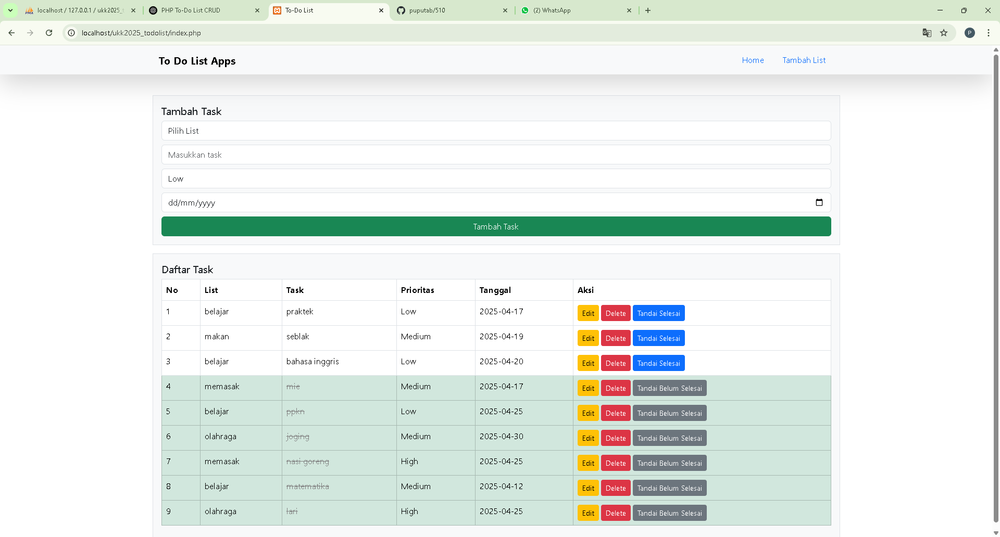 localhost / 127.0.0.1 / ukk2025_t
PHP To-Do List CRUD
To-Do List
puputab/510
(2) WhatsApp
localhost/ukk2025_todolist/index.php
P
To Do List Apps
Home
Tambah List
Tambah Task
Pilih List
Masukkan task
Low
dd/mm/yyyy
Tambah Task
Daftar Task
No List Task Prioritas Tanggal Aksi
1 belajar praktek Low 2025-04-17 Edit Delete Tandai Selesai
2 makan seblak Medium 2025-04-19 Edit Delete Tandai Selesai
3 belajar bahasa inggris Low 2025-04-20 Edit Delete Tandai Selesai
4 memasak mie Medium 2025-04-17 Edit Delete Tandai Belum Selesai
5 belajar ppkn Low 2025-04-25 Edit Delete Tandai Belum Selesai
6 olahraga joging Medium 2025-04-30 Edit Delete Tandai Belum Selesai
7 memasak nasi goreng High 2025-04-25 Edit Delete Tandai Belum Selesai
8 belajar matematika Medium 2025-04-12 Edit Delete Tandai Belum Selesai
9 olahraga lari High 2025-04-25 Edit Delete Tandai Belum Selesai